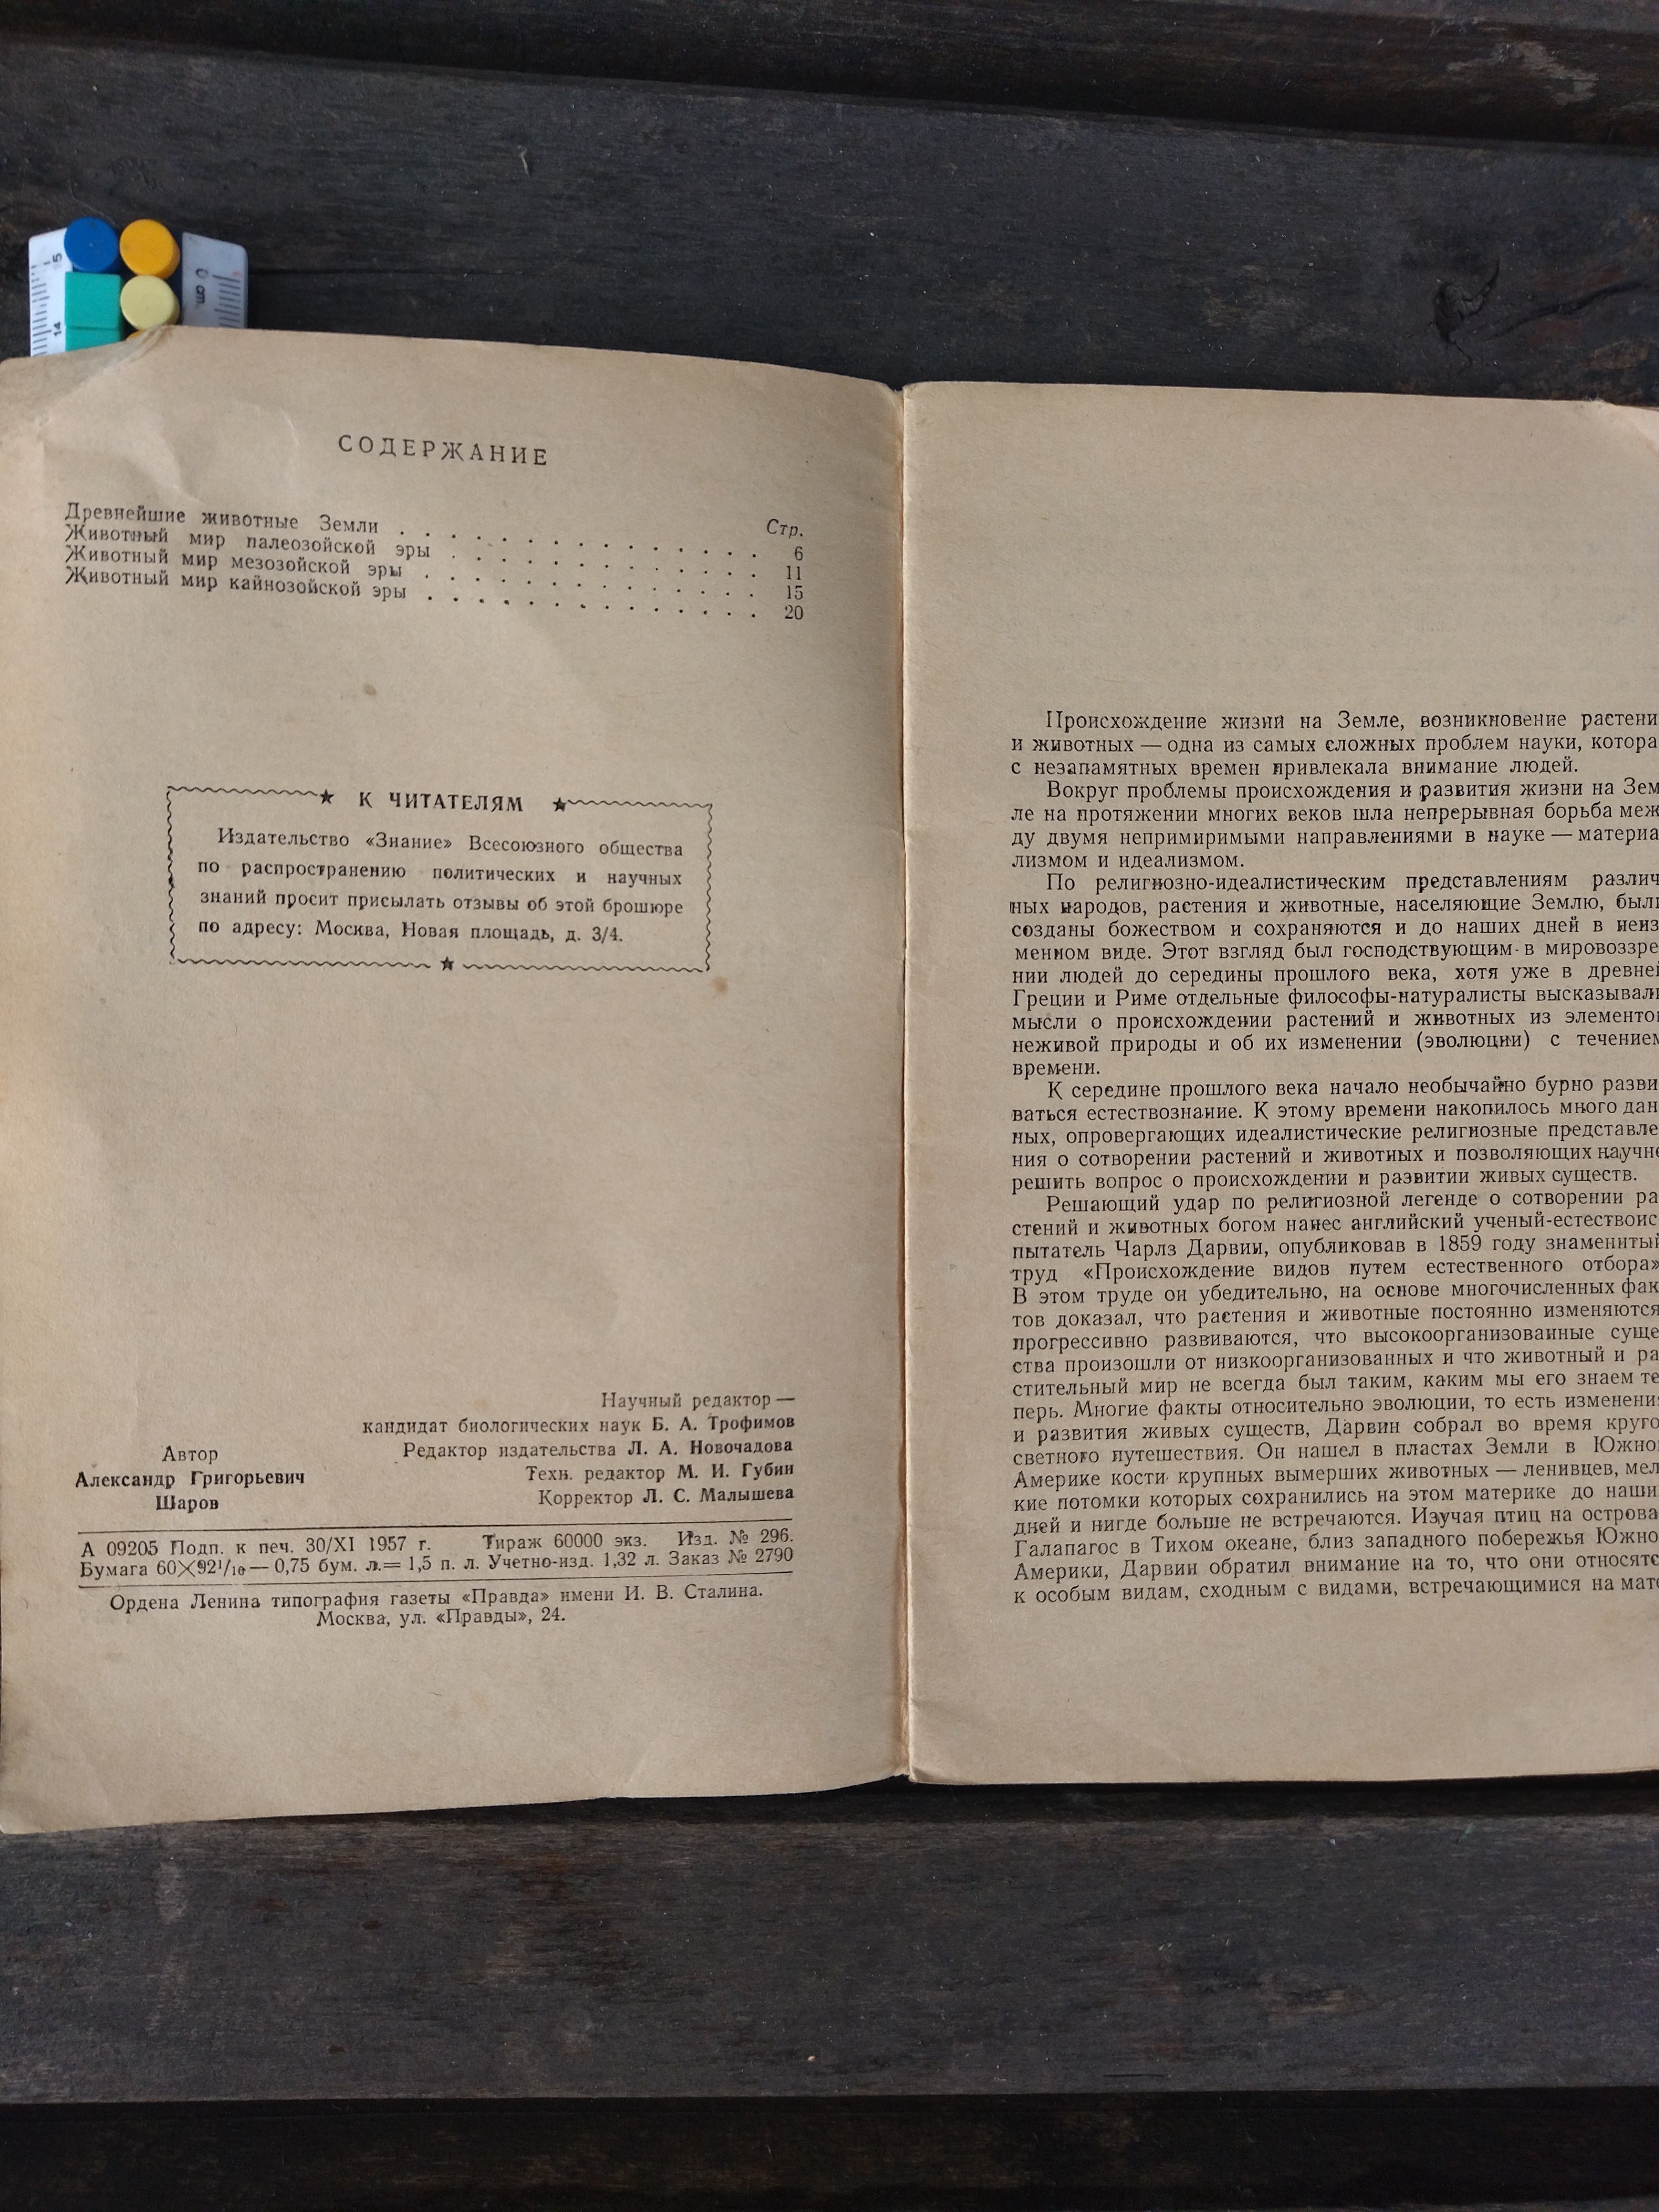 5
14
0 cm
СОДЕРЖАНИЕ
Стр.
Древнейшие животные Земли . . . . . . . . . . . . . . . 6
Животный мир палеозойской эры . . . . . . . . . . . . . 11
Животный мир мезозойской эры . . . . . . . . . . . . . . 15
Животный мир кайнозойской эры . . . . . . . . . . . . . . 20
К ЧИТАТЕЛЯМ
Издательство «Знание» Всесоюзного общества
по распространению политических и научных
знаний просит присылать отзывы об этой брошюре
по адресу: Москва, Новая площадь, д. 3/4.
Автор
Александр Григорьевич
Шаров
Научный редактор —
кандидат биологических наук Б. А. Трофимов
Редактор издательства Л. А. Новочадова
Техн. редактор М. И. Губин
Корректор Л. С. Малышева
А 09205 Подп. к печ. 30/XI 1957 г. Тираж 60000 экз. Изд. № 296.
Бумага 60×92¹/₁₆ — 0,75 бум. л.= 1,5 п. л. Учетно-изд. 1,32 л. Заказ № 2790
Ордена Ленина типография газеты «Правда» имени И. В. Сталина.
Москва, ул. «Правды», 24.
Происхождение жизни на Земле, возникновение растени
и животных — одна из самых сложных проблем науки, котора
с незапамятных времен привлекала внимание людей.
Вокруг проблемы происхождения и развития жизни на Зем
ле на протяжении многих веков шла непрерывная борьба меж
ду двумя непримиримыми направлениями в науке — материа
лизмом и идеализмом.
По религиозно-идеалистическим представлениям различ
ных народов, растения и животные, населяющие Землю, был
созданы божеством и сохраняются и до наших дней в неиз
менном виде. Этот взгляд был господствующим в мировоззре
нии людей до середины прошлого века, хотя уже в древне
Греции и Риме отдельные философы-натуралисты высказывал
мысли о происхождении растений и животных из элементо
неживой природы и об их изменении (эволюции) с течением
времени.
К середине прошлого века начало необычайно бурно разви
ваться естествознание. К этому времени накопилось много дан
ных, опровергающих идеалистические религиозные представле
ния о сотворении растений и животных и позволяющих научн
решить вопрос о происхождении и развитии живых существ.
Решающий удар по религиозной легенде о сотворении ра
стений и животных богом нанес английский ученый-естествоис
пытатель Чарлз Дарвин, опубликовав в 1859 году знамениты
труд «Происхождение видов путем естественного отбора»
В этом труде он убедительно, на основе многочисленных фак
тов доказал, что растения и животные постоянно изменяются
прогрессивно развиваются, что высокоорганизованные суще
ства произошли от низкоорганизованных и что животный и ра
стительный мир не всегда был таким, каким мы его знаем те
перь. Многие факты относительно эволюции, то есть изменени
и развития живых существ, Дарвин собрал во время круго
светного путешествия. Он нашел в пластах Земли в Южно
Америке кости крупных вымерших животных — ленивцев, мел
кие потомки которых сохранились на этом материке до наши
дней и нигде больше не встречаются. Изучая птиц на острова
Галапагос в Тихом океане, близ западного побережья Южно
Америки, Дарвин обратил внимание на то, что они относятс
к особым видам, сходным с видами, встречающимися на мате